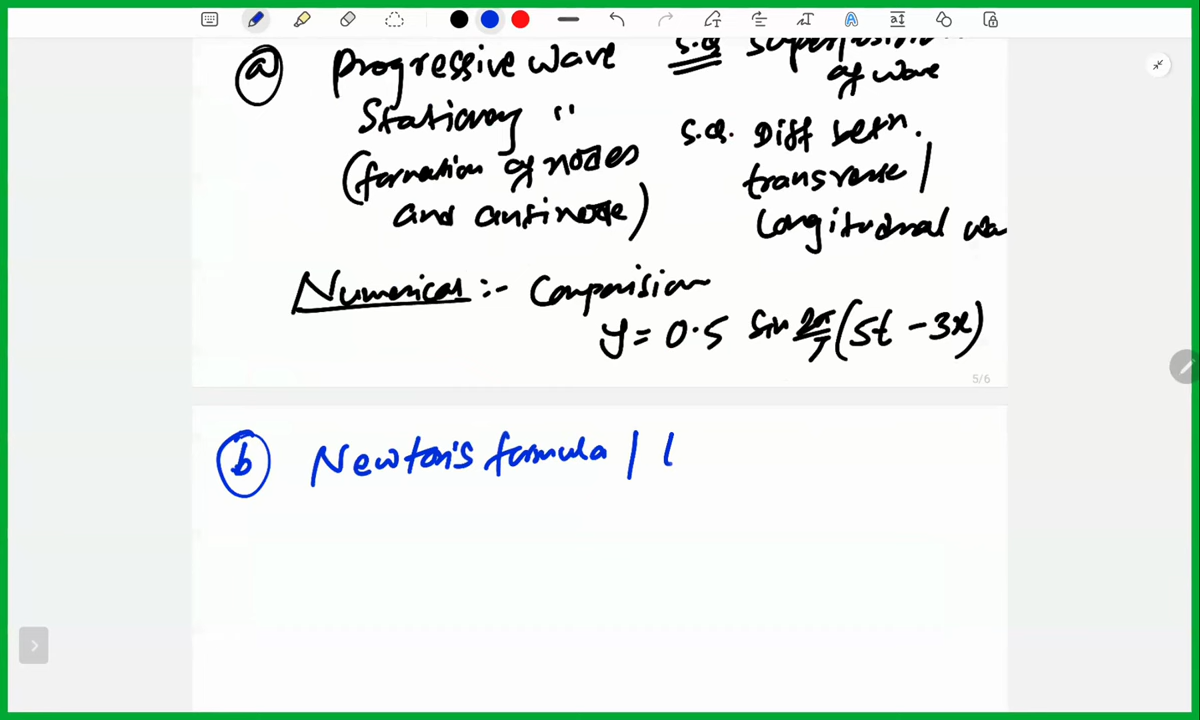 (a) Progressive wave S.Q Superposition
of wave
Stationary "
S.Q. Diff betn.
(formation of nodes
transverse /
and antinode)
Longitudinal wa
Numerical :- Comparision
y = 0.5 sin 2π/T (5t - 3x)
5/6
(b) Newton's formula / (